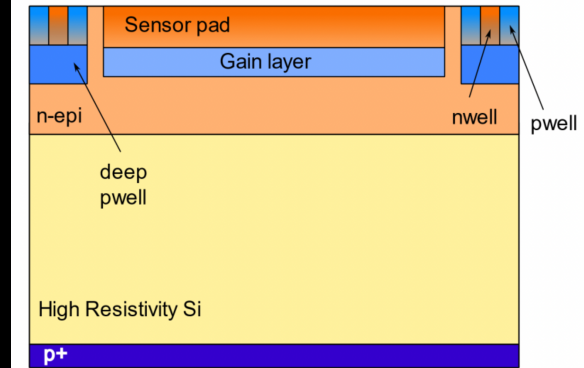 Sensor pad
Gain layer
n-epi
nwell
pwell
deep
pwell
High Resistivity Si
p+